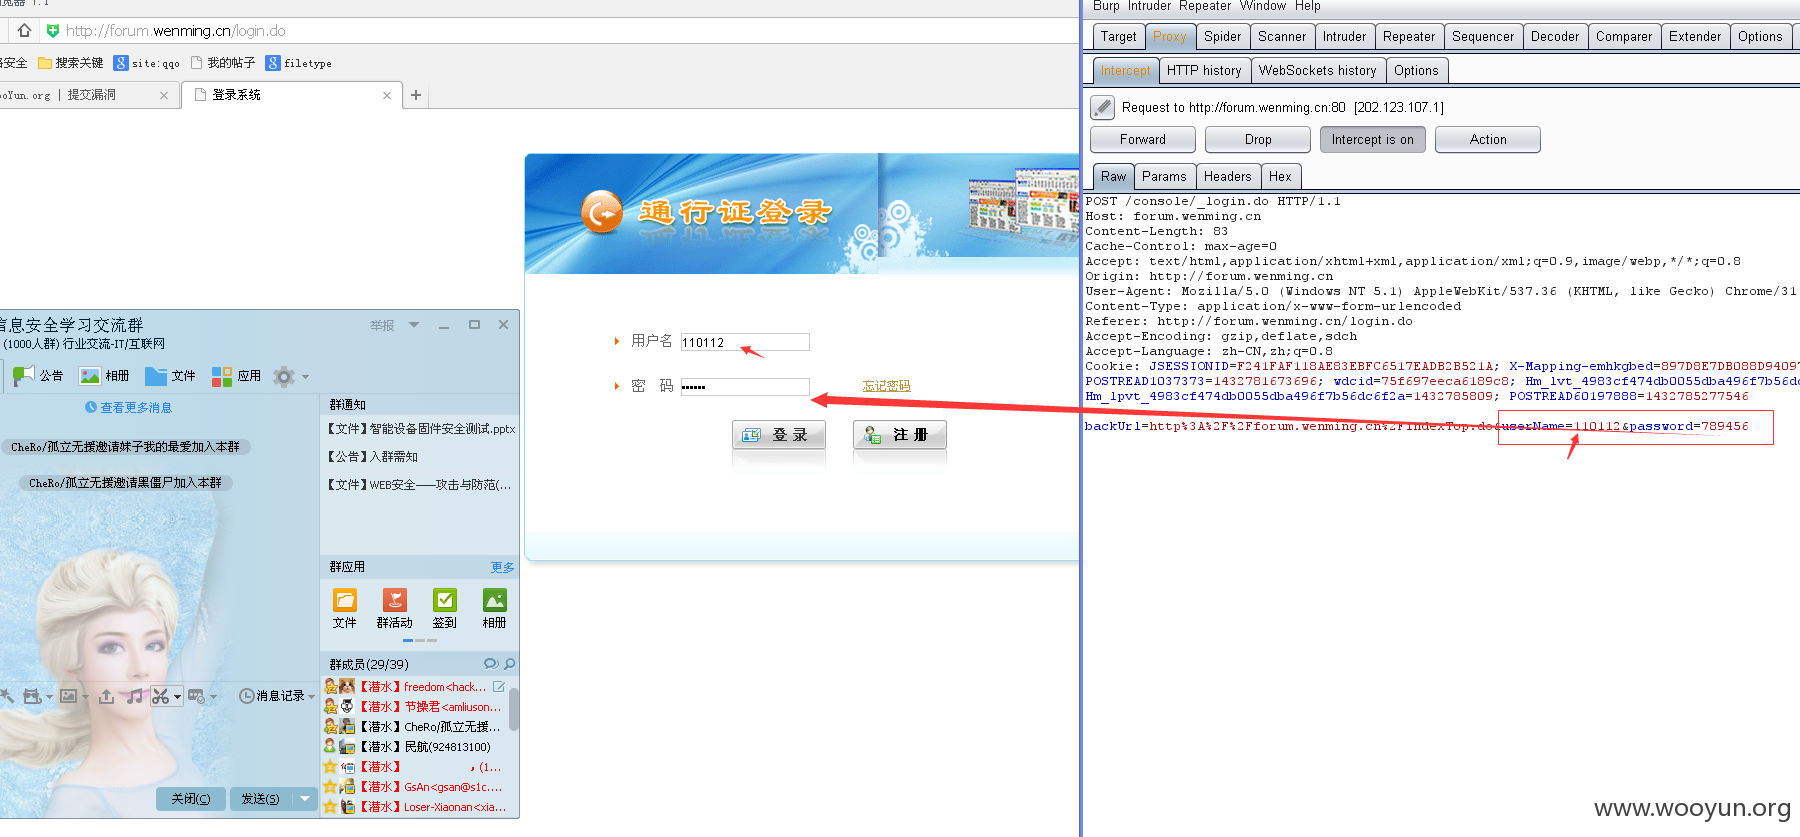 http://forum.wenming.cn/login.do
搜索关键
site:qqo
我的帖子
filetype
ooYun.org | 提交漏洞
登录系统
通行证登录
用户名
110112
密 码
••••••
忘记密码
登 录
注 册
信息安全学习交流群
举报
(1000人群) 行业交流-IT/互联网
公告
相册
文件
应用
查看更多消息
CheRo/孤立无援邀请妹子我的最爱加入本群
CheRo/孤立无援邀请黑僵尸加入本群
群通知
【文件】智能设备固件安全测试.pptx
【公告】入群需知
【文件】WEB安全——攻击与防范(...
群应用
更多
文件
群活动
签到
相册
群成员(29/39)
【潜水】freedom<hack...
【潜水】节操君<amliuson...
【潜水】CheRo/孤立无援...
【潜水】民航(924813100)
【潜水】 ，(1...
【潜水】GsAn<gsan@s1c....
【潜水】Loser-Xiaonan<xia...
消息记录
关闭(C)
发送(S)
Burp Intruder Repeater Window Help
Target Proxy Spider Scanner Intruder Repeater Sequencer Decoder Comparer Extender Options
Intercept HTTP history WebSockets history Options
Request to http://forum.wenming.cn:80 [202.123.107.1]
Forward Drop Intercept is on Action
Raw Params Headers Hex
POST /console/_login.do HTTP/1.1
Host: forum.wenming.cn
Content-Length: 83
Cache-Control: max-age=0
Accept: text/html,application/xhtml+xml,application/xml;q=0.9,image/webp,*/*;q=0.8
Origin: http://forum.wenming.cn
User-Agent: Mozilla/5.0 (Windows NT 5.1) AppleWebKit/537.36 (KHTML, like Gecko) Chrome/31
Content-Type: application/x-www-form-urlencoded
Referer: http://forum.wenming.cn/login.do
Accept-Encoding: gzip,deflate,sdch
Accept-Language: zh-CN,zh;q=0.8
Cookie: JSESSIONID=F241FAF118AE83EBFC6517EADB2B521A; X-Mapping-emhkgbed=897D8E7DB088D94097
POSTREAD1037373=1432781673696; wdcid=75f697eeca6189c8; Hm_lvt_4983cf474db0055dba496f7b56dc
Hm_lpvt_4983cf474db0055dba496f7b56dc6f2a=1432785809; POSTREAD60197888=1432785277546
backUrl=http%3A%2F%2Fforum.wenming.cn%2FIndexTop.do&userName=110112&password=789456
www.wooyun.org